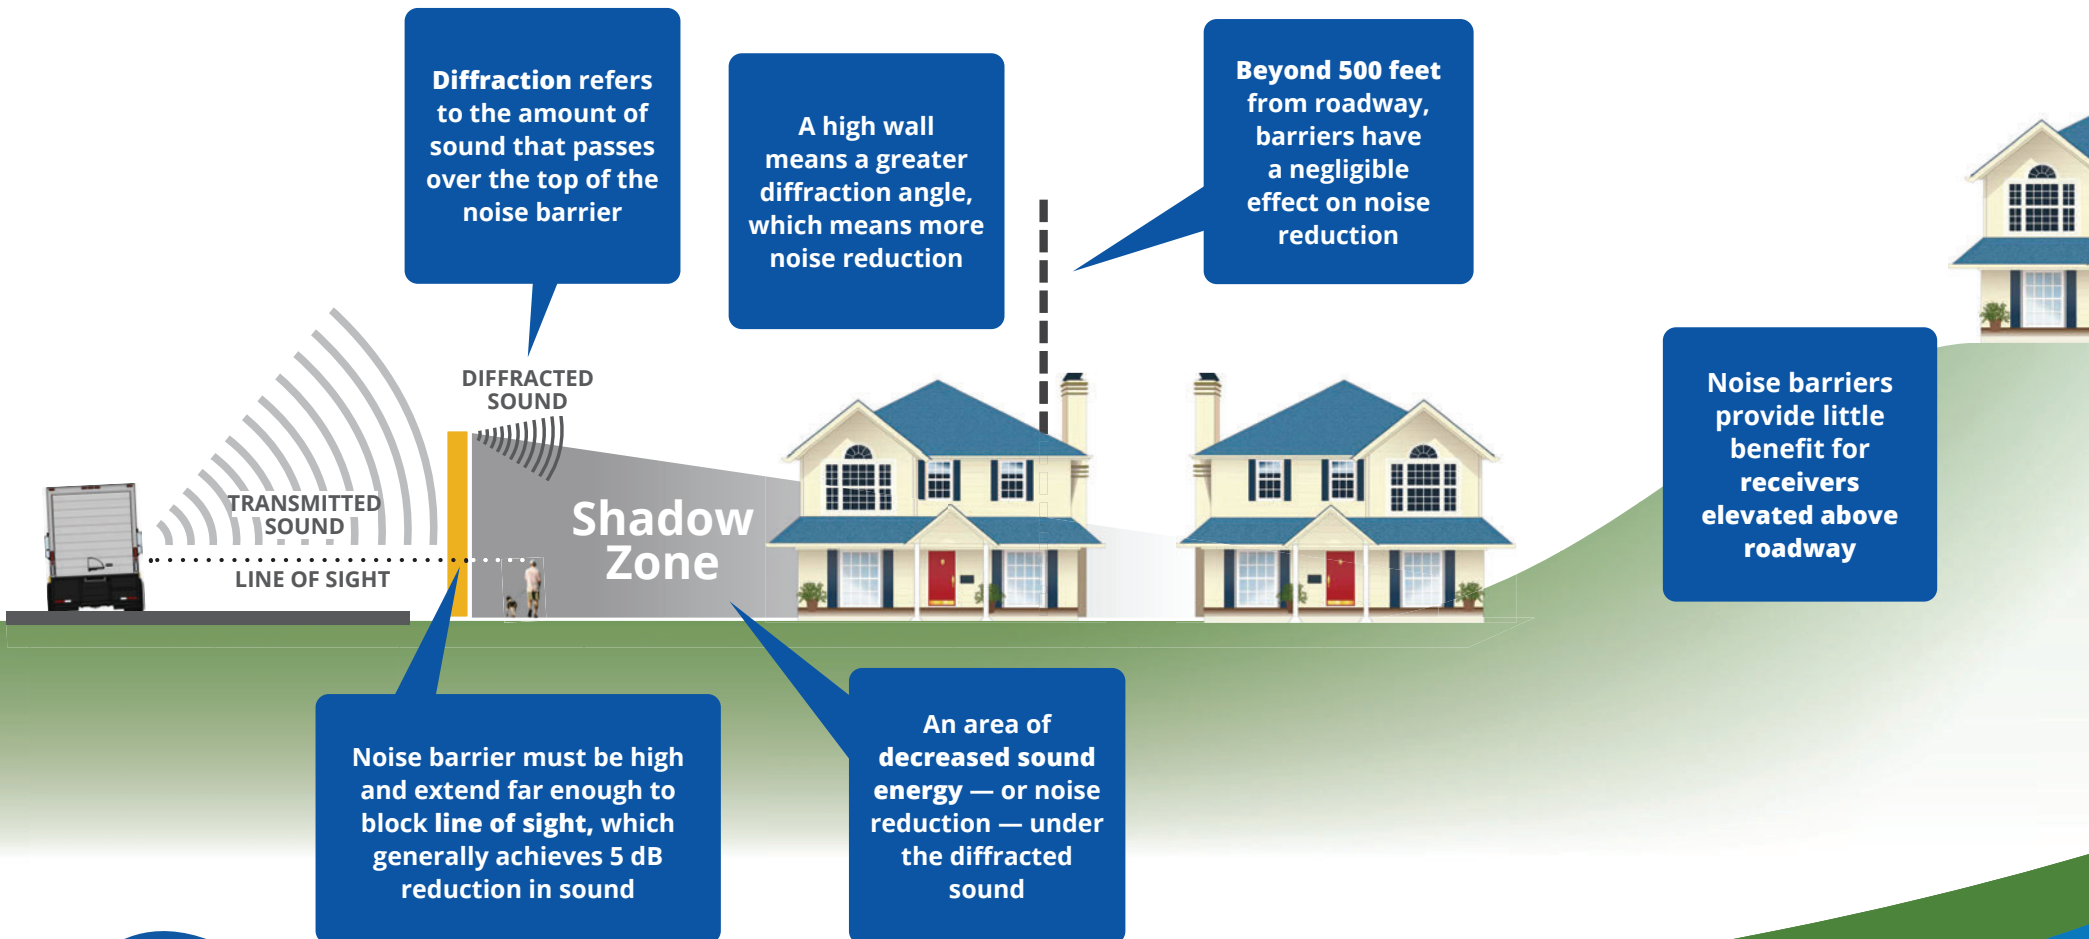 Diffraction refers
to the amount of
sound that passes
over the top of the
noise barrier
A high wall
means a greater
diffraction angle,
which means more
noise reduction
Beyond 500 feet
from roadway,
barriers have
a negligible
effect on noise
reduction
Noise barriers
provide little
benefit for
receivers
elevated above
roadway
DIFFRACTED
SOUND
TRANSMITTED
SOUND
LINE OF SIGHT
Shadow
Zone
Noise barrier must be high
and extend far enough to
block line of sight, which
generally achieves 5 dB
reduction in sound
An area of
decreased sound
energy — or noise
reduction — under
the diffracted
sound